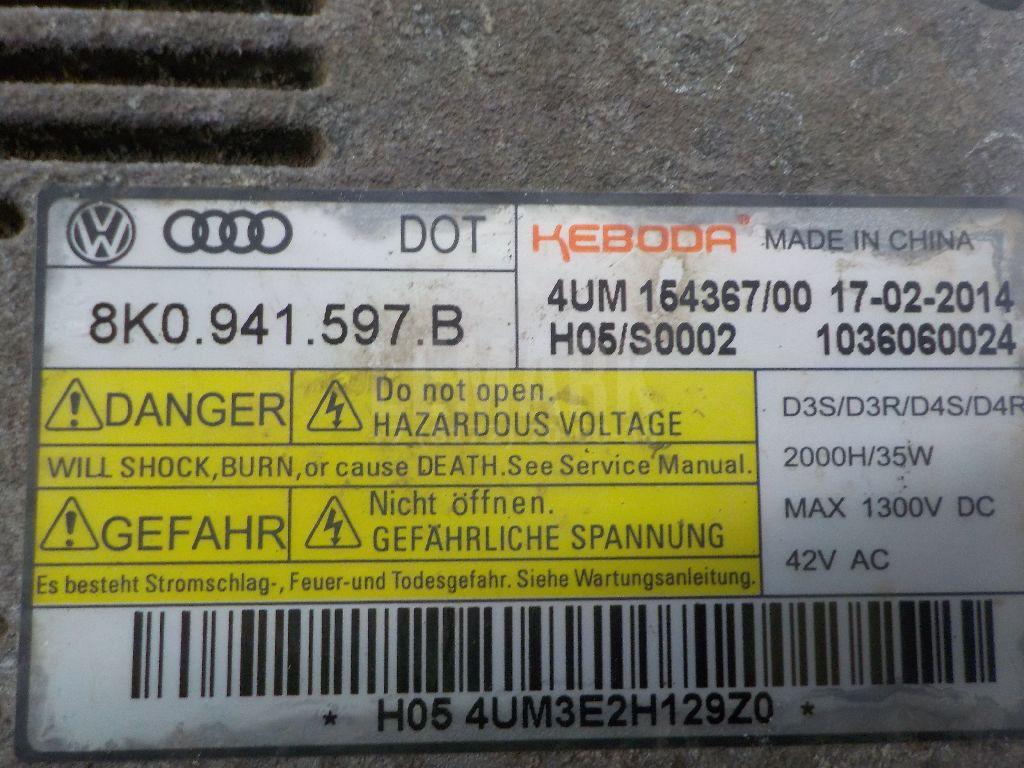 DOT
KEBODA® MADE IN CHINA
8K0.941.597.B
4UM 154367/00 17-02-2014
H05/S0002 1036060024
DANGER
Do not open.
HAZARDOUS VOLTAGE
WILL SHOCK,BURN,or cause DEATH.See Service Manual.
GEFAHR
Nicht öffnen.
GEFÄHRLICHE SPANNUNG
Es besteht Stromschlag-, Feuer-und Todesgefahr. Siehe Wartungsanleitung.
D3S/D3R/D4S/D4R
2000H/35W
MAX 1300V DC
42V AC
* H05 4UM3E2H129Z0 *